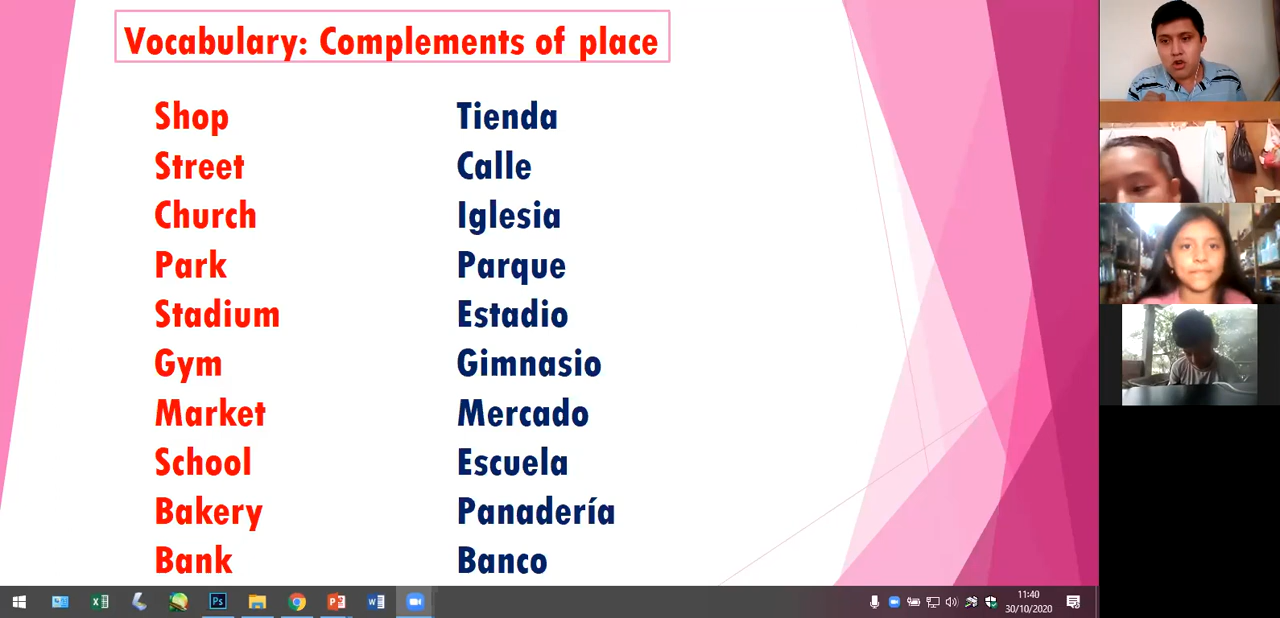 Vocabulary: Complements of place
Shop Tienda
Street Calle
Church Iglesia
Park Parque
Stadium Estadio
Gym Gimnasio
Market Mercado
School Escuela
Bakery Panadería
Bank Banco
Ps
11:40
30/10/2020